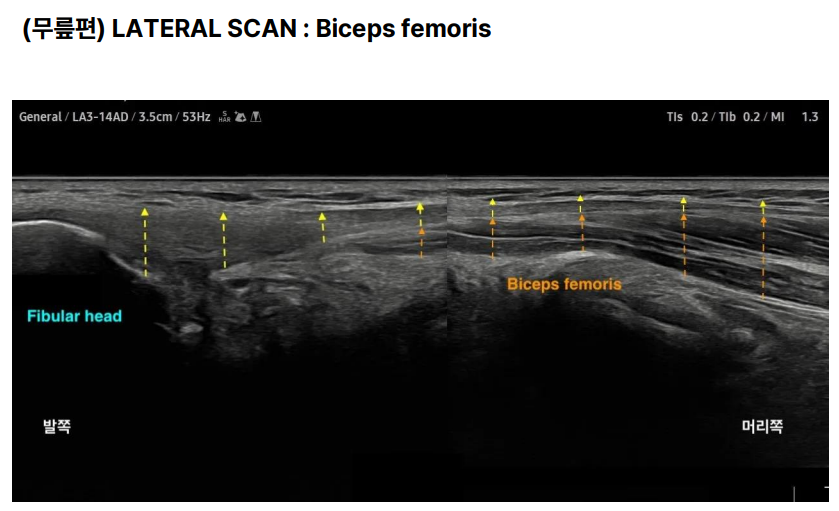 (무릎편) LATERAL SCAN : Biceps femoris
General / LA3-14AD / 3.5cm / 53Hz
TIs 0.2 / TIb 0.2 / MI 1.3
Biceps femoris
Fibular head
발쪽
머리쪽